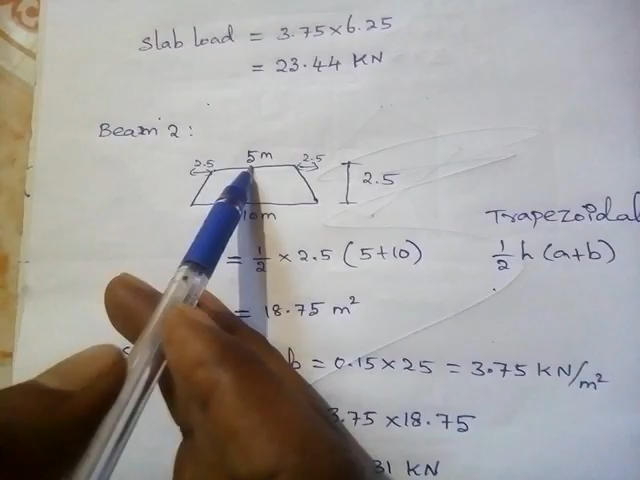 Slab load = 3.75 x 6.25
= 23.44 KN
Beam 2 :
2.5 5m 2.5
2.5
10m
Trapezoidal
= 1/2 x 2.5 (5+10)
1/2 h (a+b)
= 18.75 m²
b = 0.15 x 25 = 3.75 KN/m²
3.75 x 18.75
31 KN